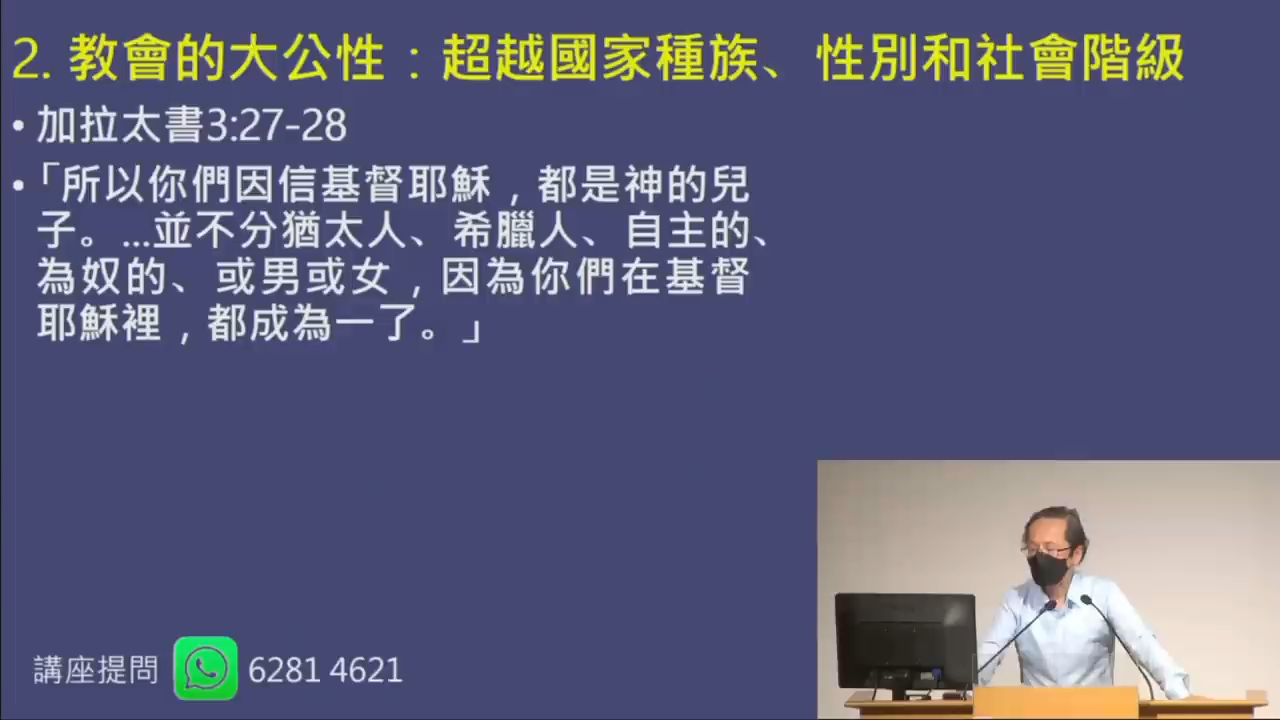 2. 教會的大公性：超越國家種族、性別和社會階級
• 加拉太書3:27-28
•「所以你們因信基督耶穌，都是神的兒
子。...並不分猶太人、希臘人、自主的、
為奴的、或男或女，因為你們在基督
耶穌裡，都成為一了。」
講座提問 6281 4621